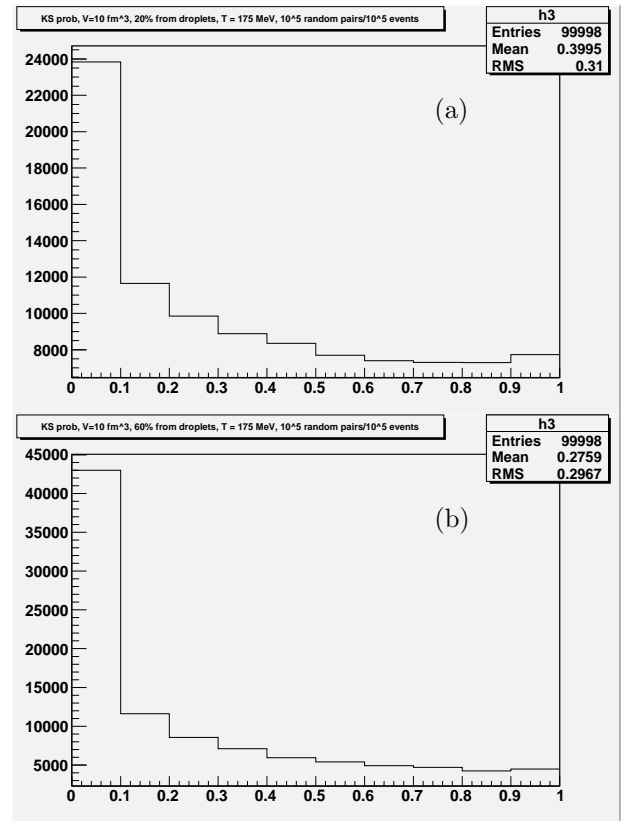 KS prob, V=10 fm^3, 20% from droplets, T = 175 MeV, 10^5 random pairs/10^5 events
h3
Entries 99998
Mean 0.3995
RMS 0.31
(a)
24000
22000
20000
18000
16000
14000
12000
10000
8000
0 0.1 0.2 0.3 0.4 0.5 0.6 0.7 0.8 0.9 1
KS prob, V=10 fm^3, 60% from droplets, T = 175 MeV, 10^5 random pairs/10^5 events
h3
Entries 99998
Mean 0.2759
RMS 0.2967
(b)
45000
40000
35000
30000
25000
20000
15000
10000
5000
0 0.1 0.2 0.3 0.4 0.5 0.6 0.7 0.8 0.9 1